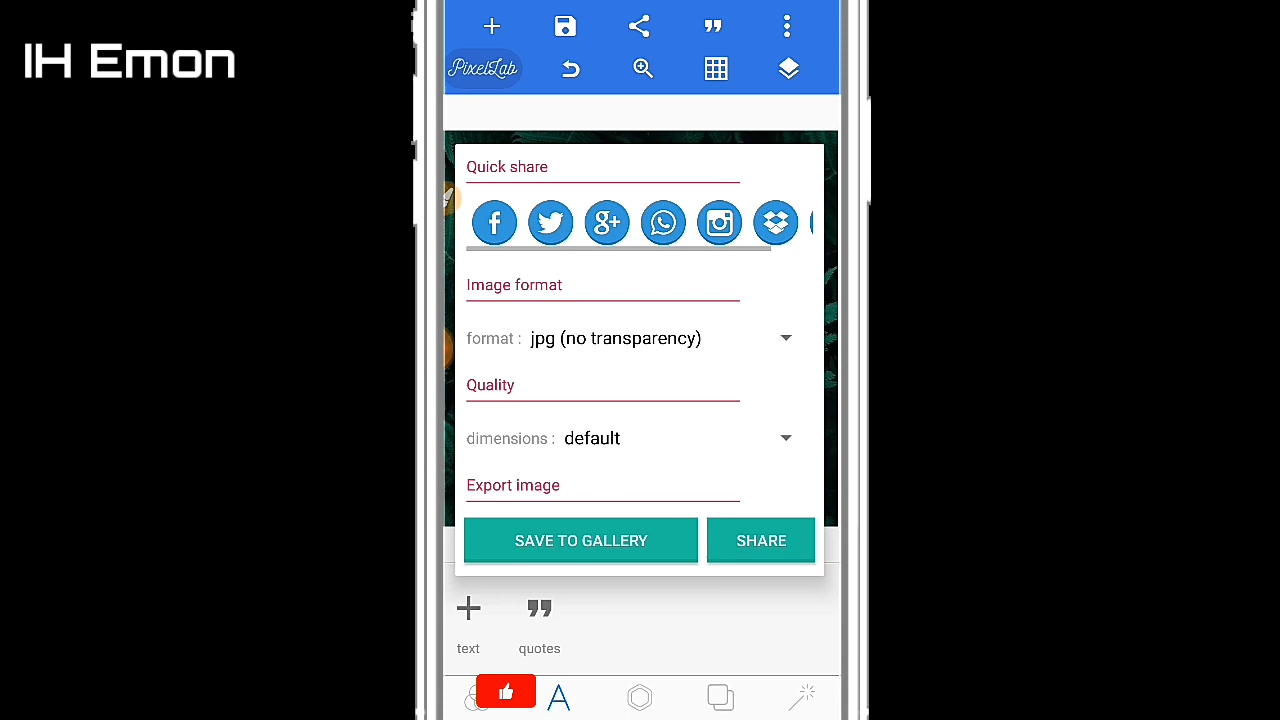 IH Emon
PixelLab
Quick share
Image format
format : jpg (no transparency)
Quality
dimensions : default
Export image
SAVE TO GALLERY
SHARE
text
quotes